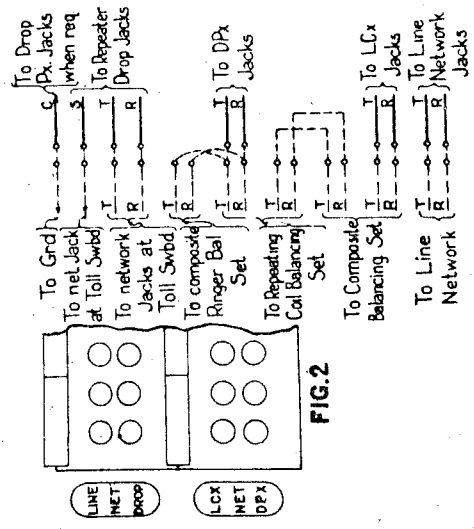 To Drop
Px. Jacks
when req
To Repeater
Drop Jacks
To DPx
Jacks
To LCx
Jacks
To Line
Network
Jacks
C
S
T
R
T
R
T
R
T
R
T
R
T
R
T
R
T
R
T
R
T
R
T
R
To Grd
To net Jack
at Toll Swbd
To network
Jacks at
Toll Swbd
To composite
Ringer Bal
Set
To Repeating
Coil Balancing
Set
To Composite
Balancing Set
To Line
Network
LINE
NET
DROP
LCX
NET
DPX
FIG.2